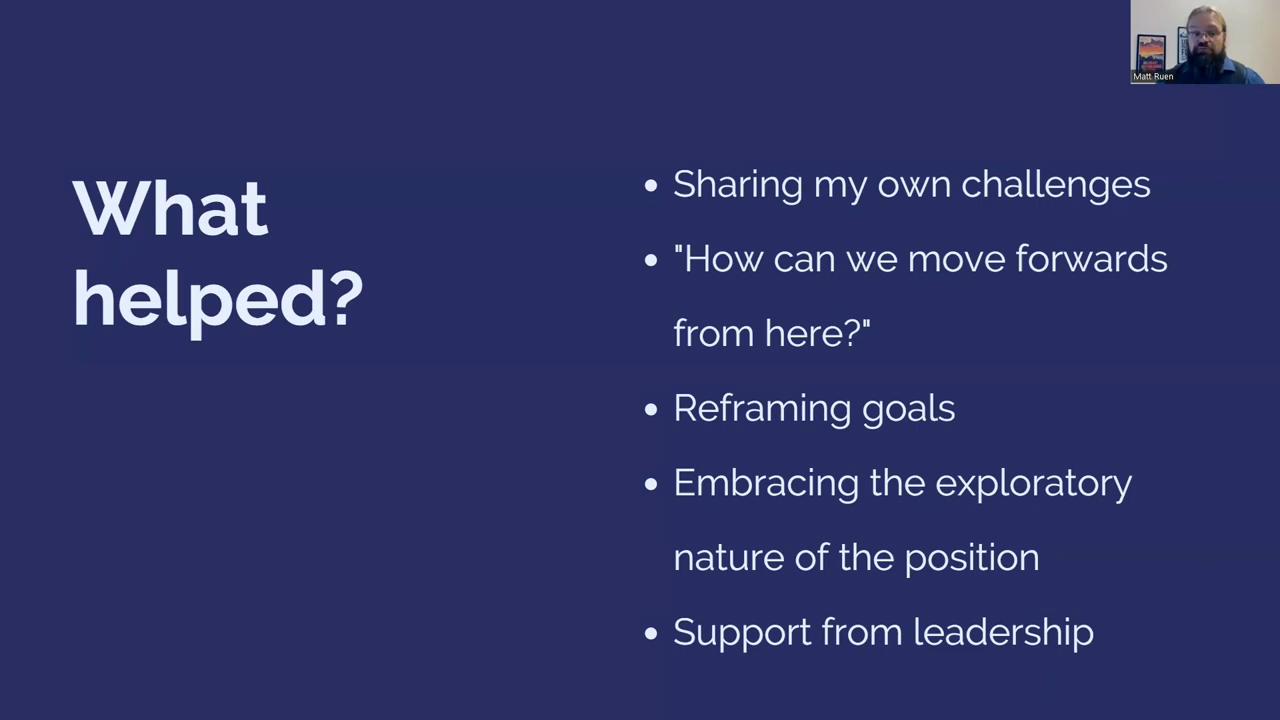 Matt Ruen
What
helped?
• Sharing my own challenges
• "How can we move forwards
from here?"
• Reframing goals
• Embracing the exploratory
nature of the position
• Support from leadership